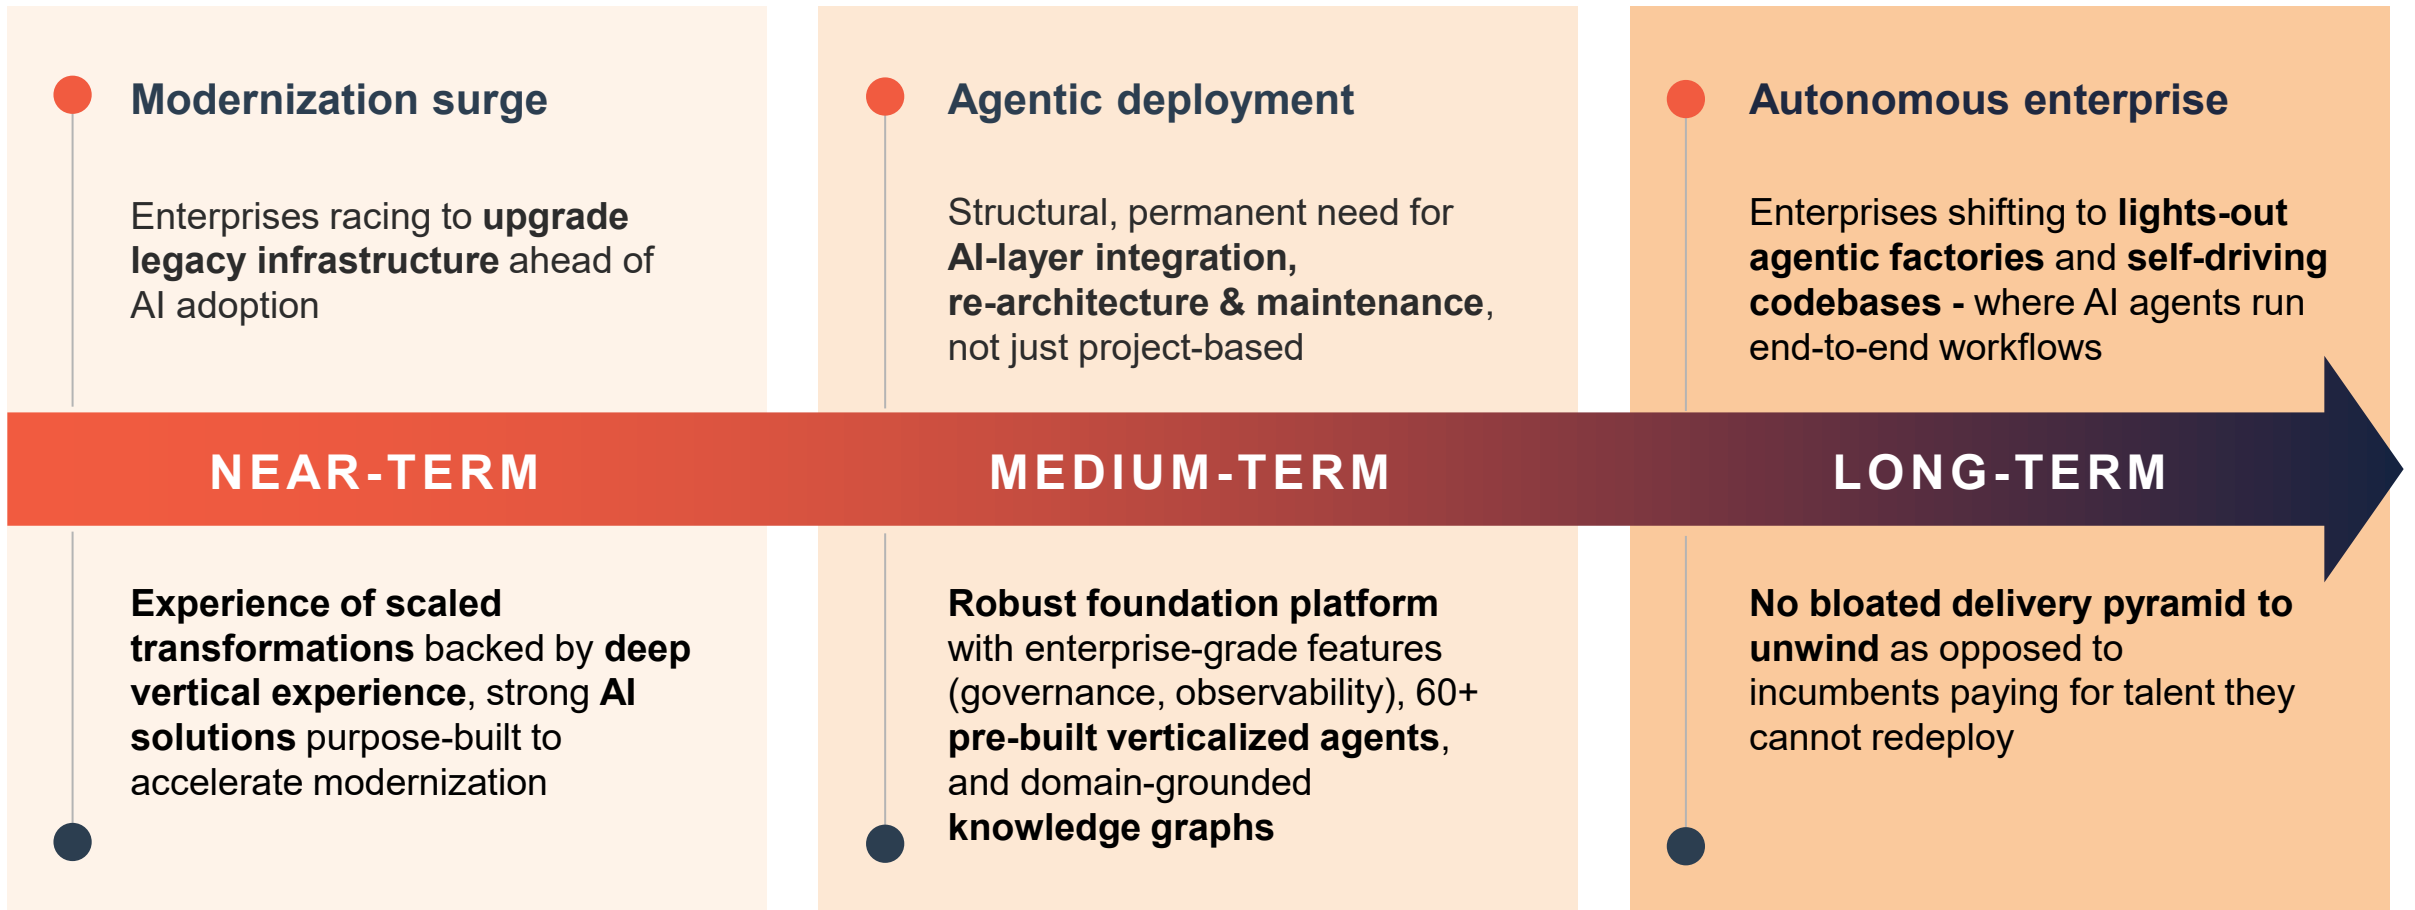 Modernization surge
Enterprises racing to upgrade
legacy infrastructure ahead of
AI adoption
NEAR-TERM
Experience of scaled
transformations backed by deep
vertical experience, strong AI
solutions purpose-built to
accelerate modernization
Agentic deployment
Structural, permanent need for
AI-layer integration,
re-architecture & maintenance,
not just project-based
MEDIUM-TERM
Robust foundation platform
with enterprise-grade features
(governance, observability), 60+
pre-built verticalized agents,
and domain-grounded
knowledge graphs
Autonomous enterprise
Enterprises shifting to lights-out
agentic factories and self-driving
codebases - where AI agents run
end-to-end workflows
LONG-TERM
No bloated delivery pyramid to
unwind as opposed to
incumbents paying for talent they
cannot redeploy